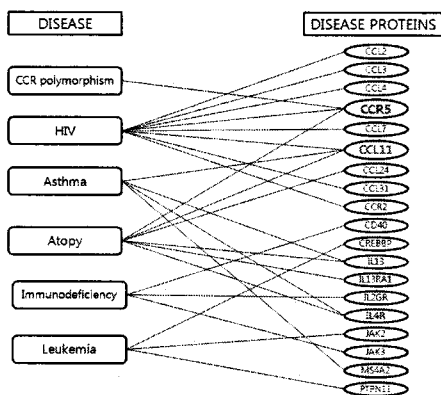 DISEASE
DISEASE PROTEINS
CCR polymorphism
HIV
Asthma
Atopy
Immunodeficiency
Leukemia
CCL2
CCL3
CCL4
CCR5
CCL7
CCL11
CCL24
CCL31
CCR2
CD40
CREBBP
IL13
IL13RA1
IL2GR
IL4R
JAK2
JAK3
MS4A2
PTPN11